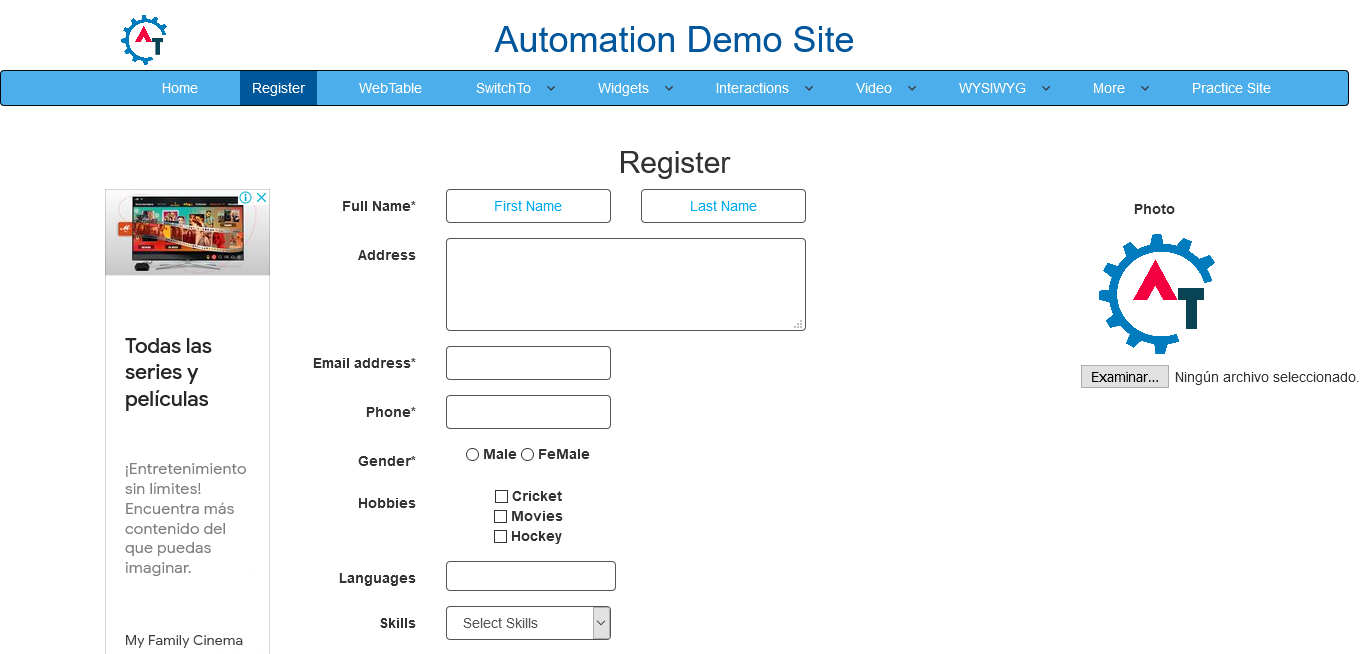 Automation Demo Site
Home Register WebTable SwitchTo Widgets Interactions Video WYSIWYG More Practice Site
Register
Full Name* First Name Last Name
Photo
Address
Email address*
Examinar... Ningún archivo seleccionado.
Phone*
Gender* Male FeMale
Hobbies Cricket
Movies
Hockey
Languages
Skills Select Skills
Todas las
series y
películas
¡Entretenimiento
sin límites!
Encuentra más
contenido del
que puedas
imaginar.
My Family Cinema
AT
AT